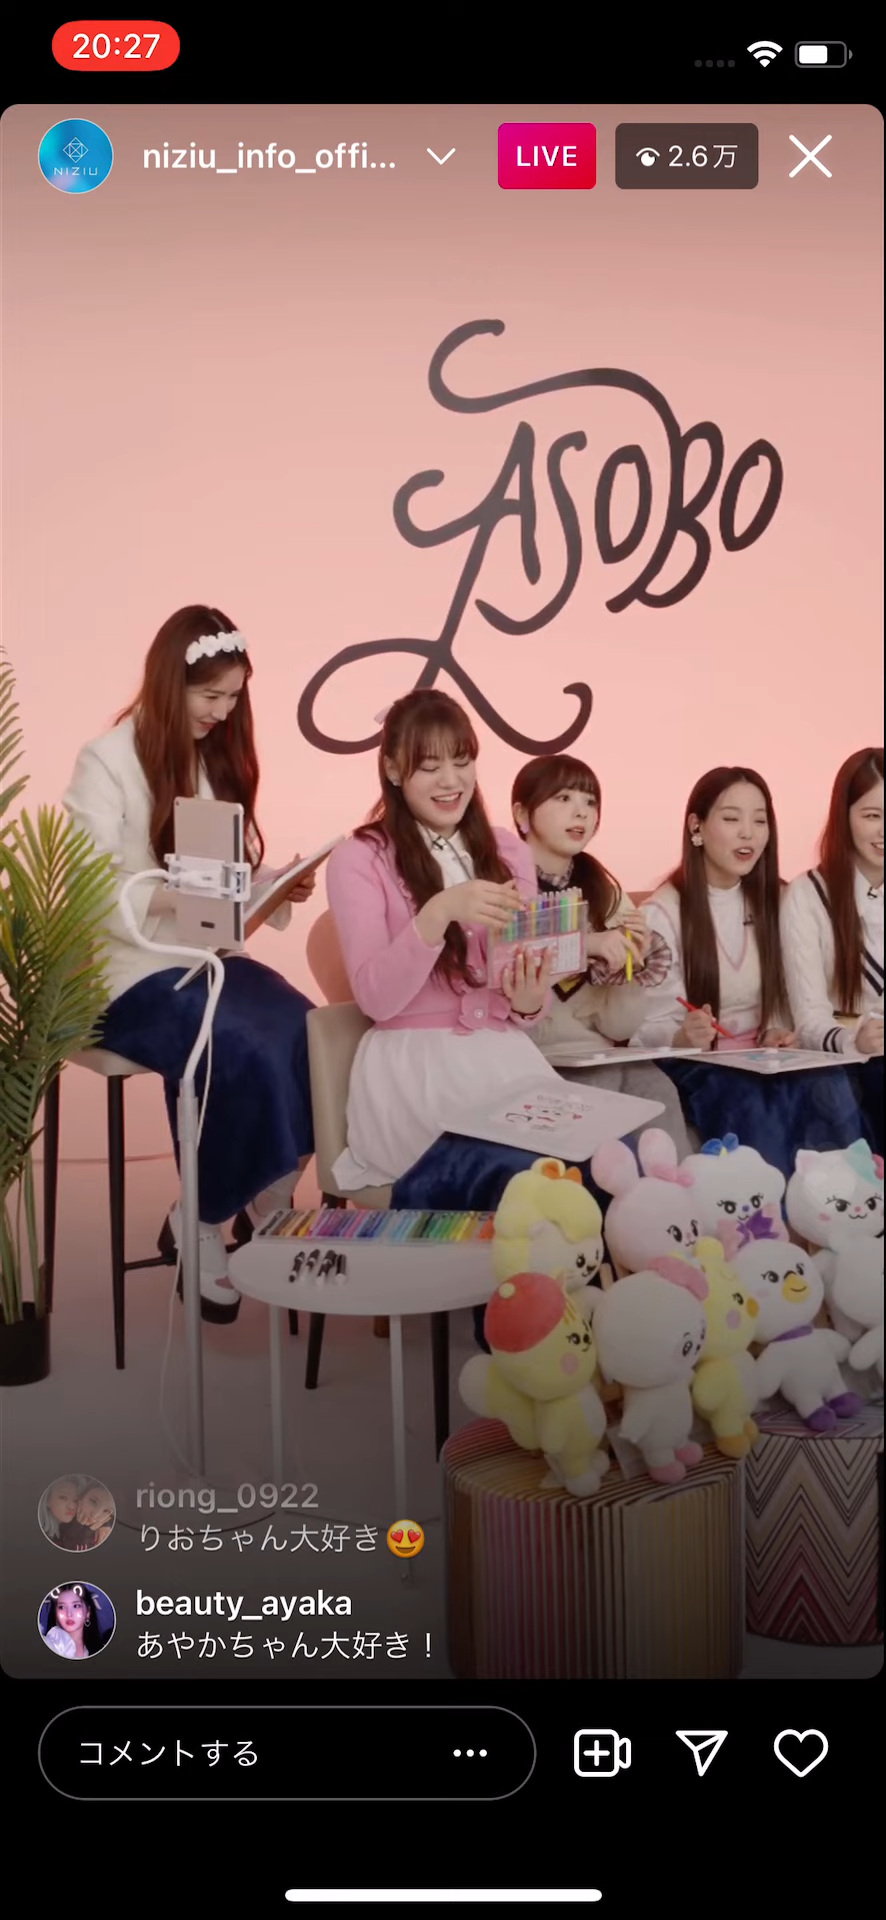 20:27
NIZIU
niziu_info_offi...
LIVE
2.6万
ASOBO
riong_0922
りおちゃん大好き😍
beauty_ayaka
あやかちゃん大好き！
コメントする